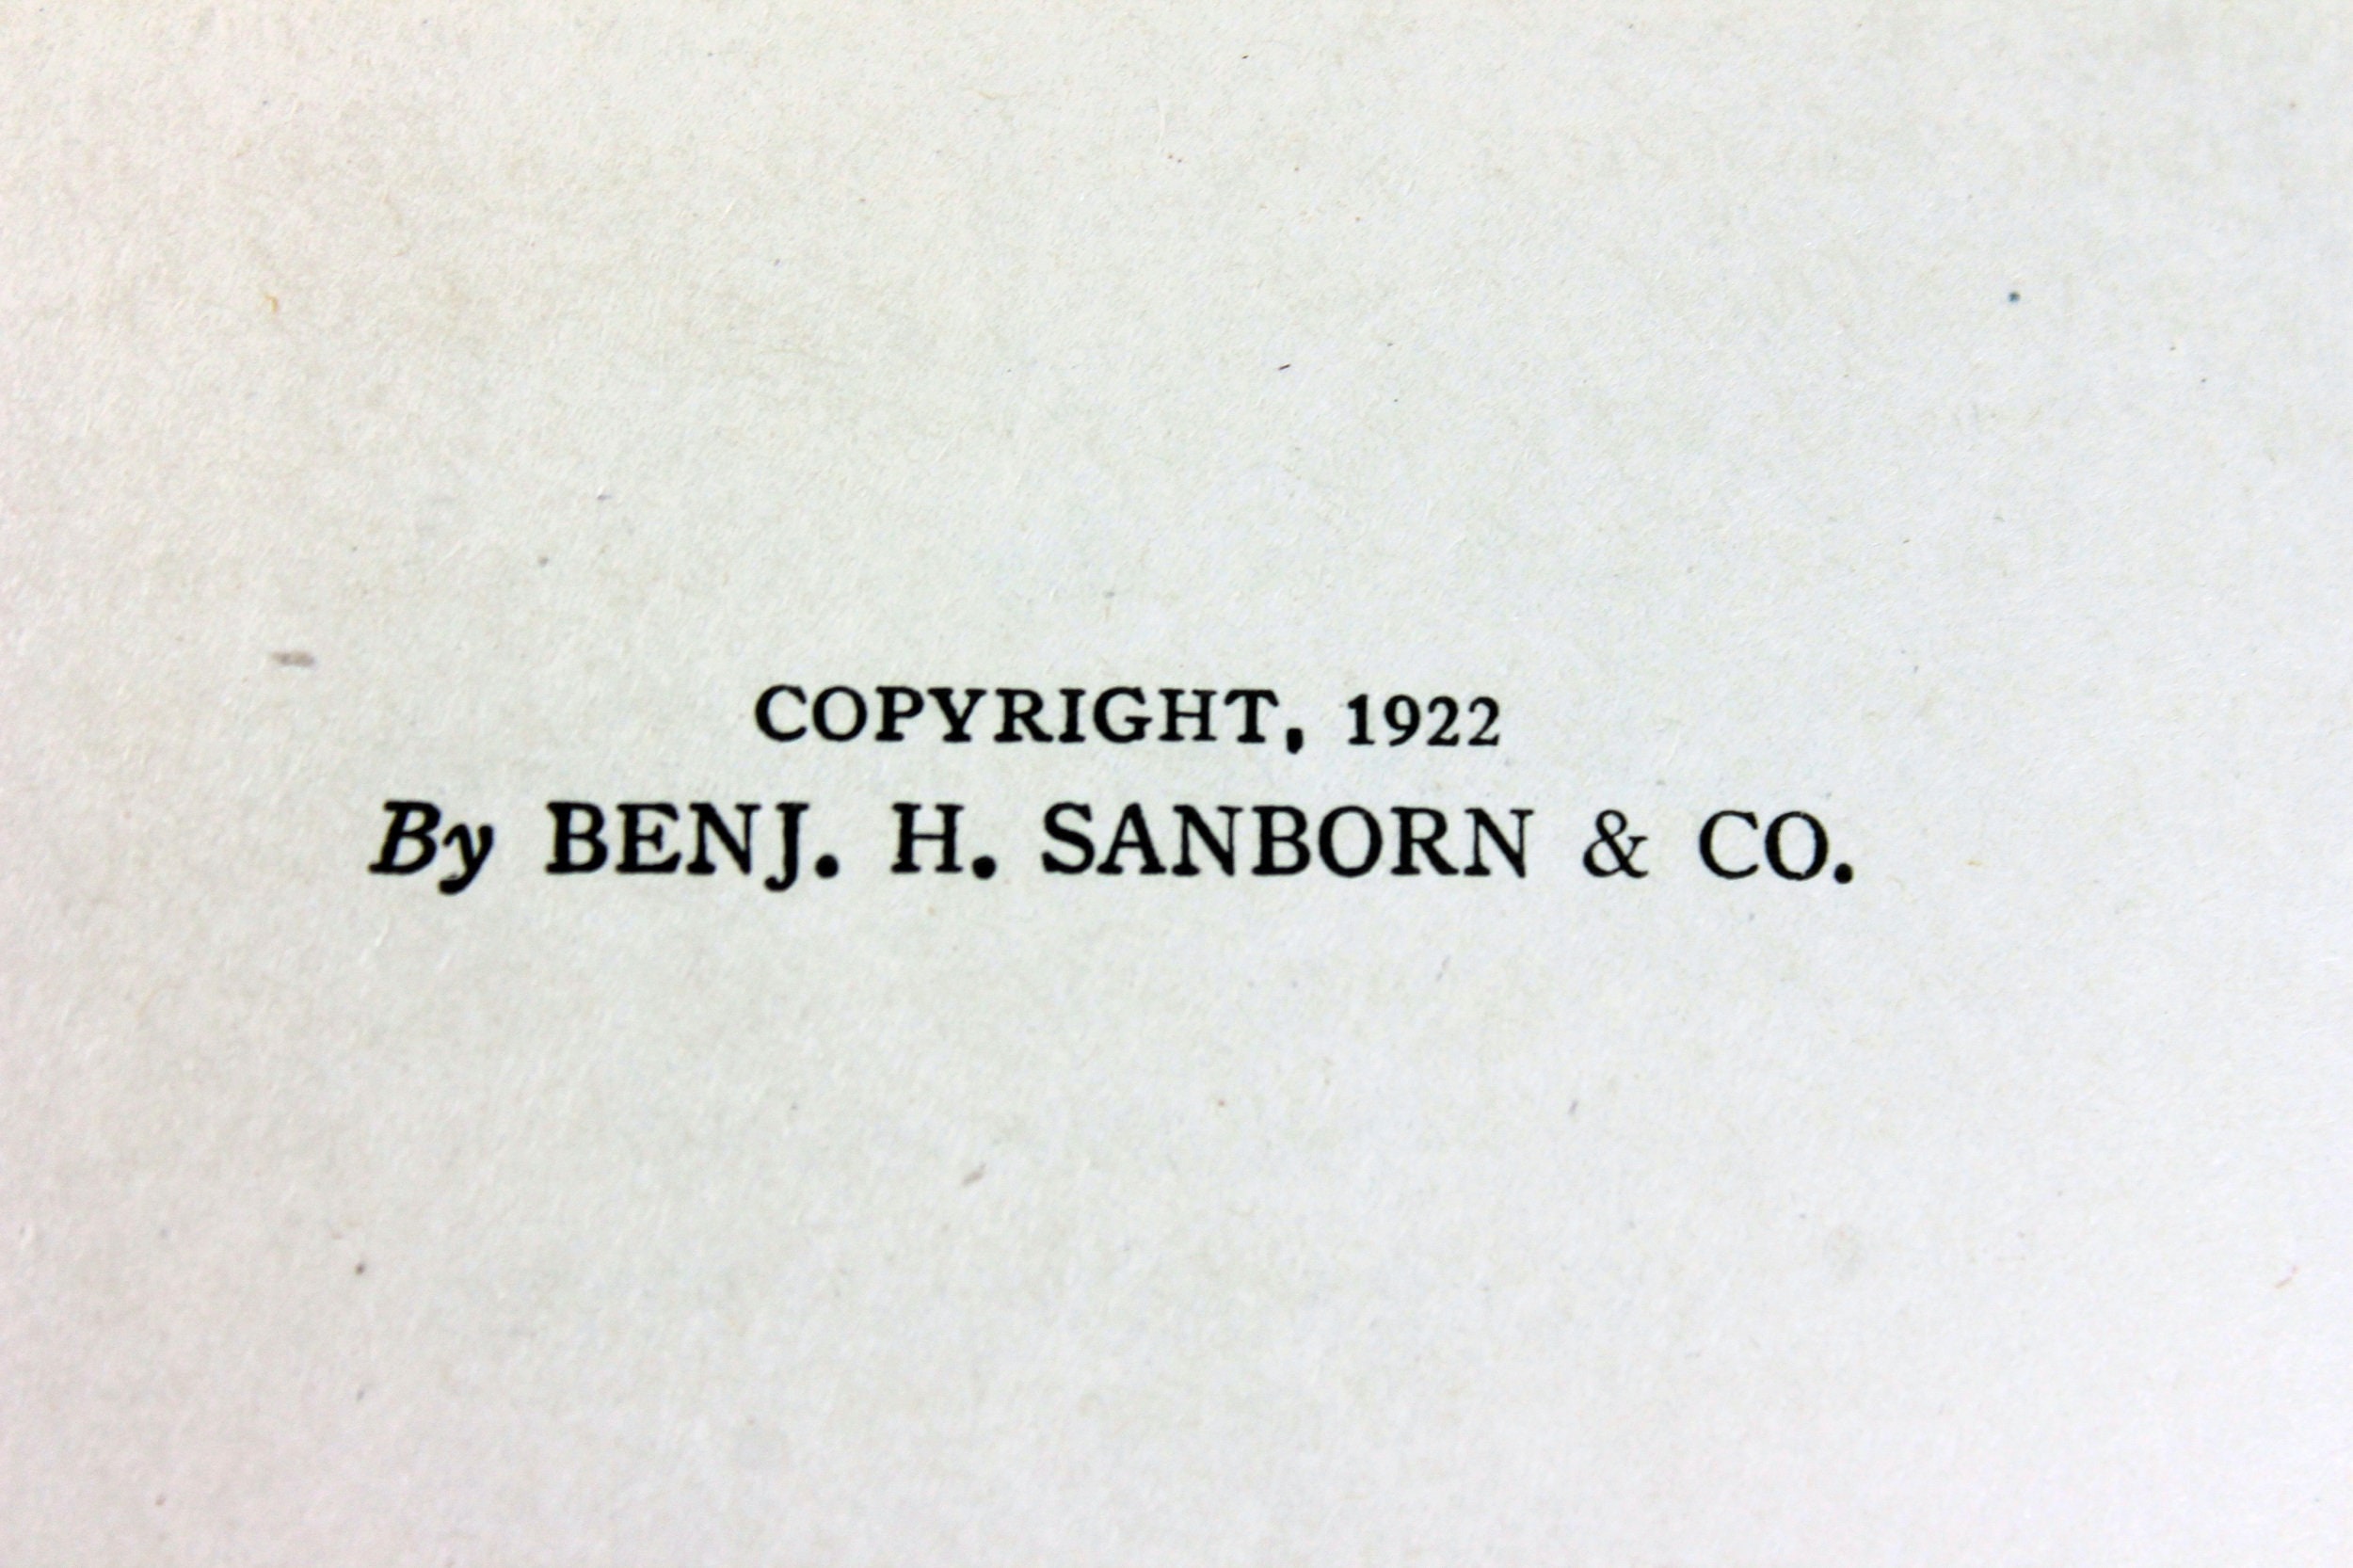 COPYRIGHT, 1922
By BENJ. H. SANBORN & CO.